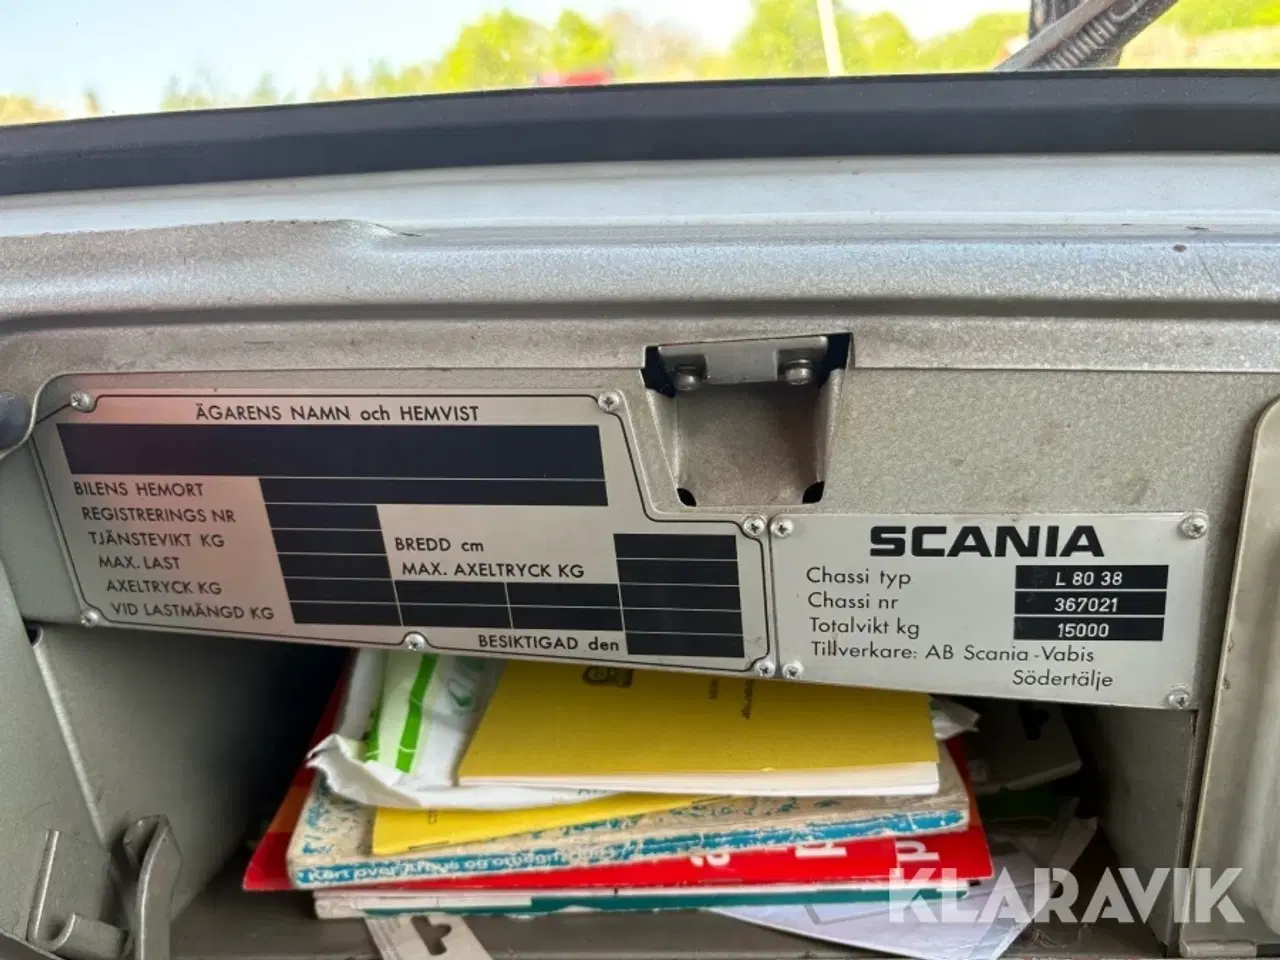 ÄGARENS NAMN och HEMVIST
BILENS HEMORT
REGISTRERINGS NR
TJÄNSTEVIKT KG
MAX. LAST
AXELTRYCK KG
VID LASTMÄNGD KG
BREDD cm
MAX. AXELTRYCK KG
BESIKTIGAD den
SCANIA
Chassi typ L 80 38
Chassi nr 367021
Totalvikt kg 15000
Tillverkare: AB Scania-Vabis
Södertälje
Kart över
KLARAVIK